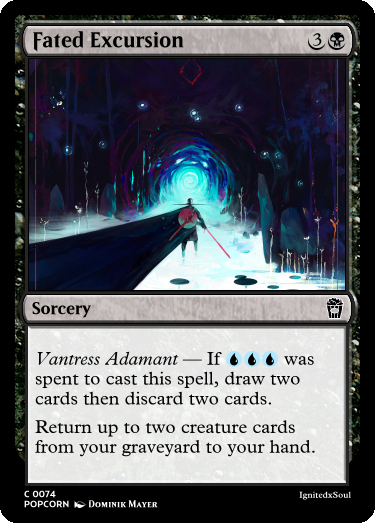 Fated Excursion 3
Sorcery
Vantress Adamant — If was
spent to cast this spell, draw two
cards then discard two cards.
Return up to two creature cards
from your graveyard to your hand.
C 0074
POPCORN Dominik Mayer
IgnitedxSoul